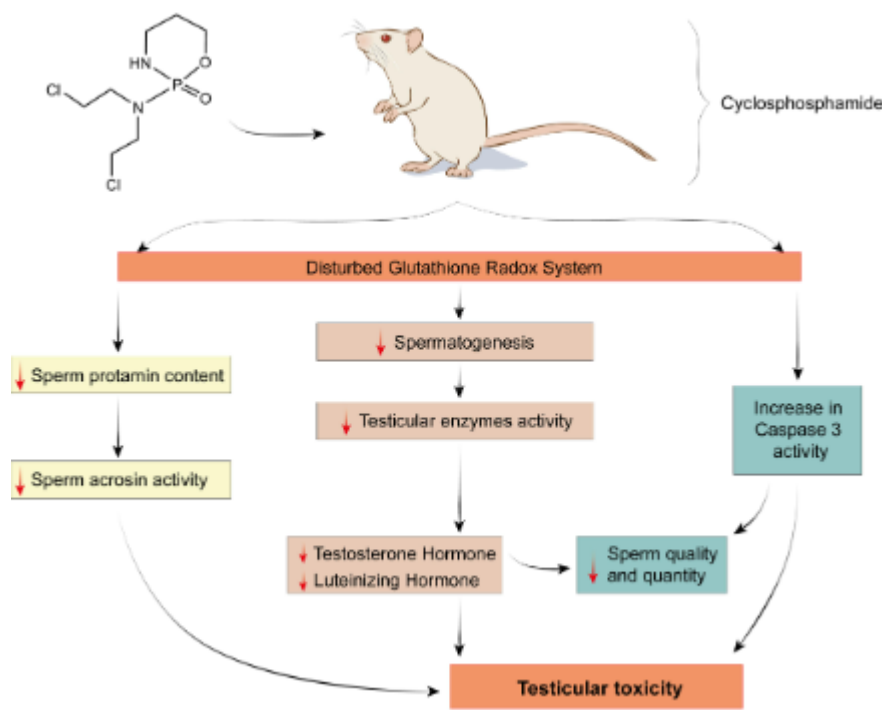 HN
O
P
O
N
Cl
Cl
Cyclosphosphamide
Disturbed Glutathione Radox System
Sperm protamin content
Sperm acrosin activity
Spermatogenesis
Testicular enzymes activity
Testosterone Hormone
Luteinizing Hormone
Increase in
Caspase 3
activity
Sperm quality
and quantity
Testicular toxicity